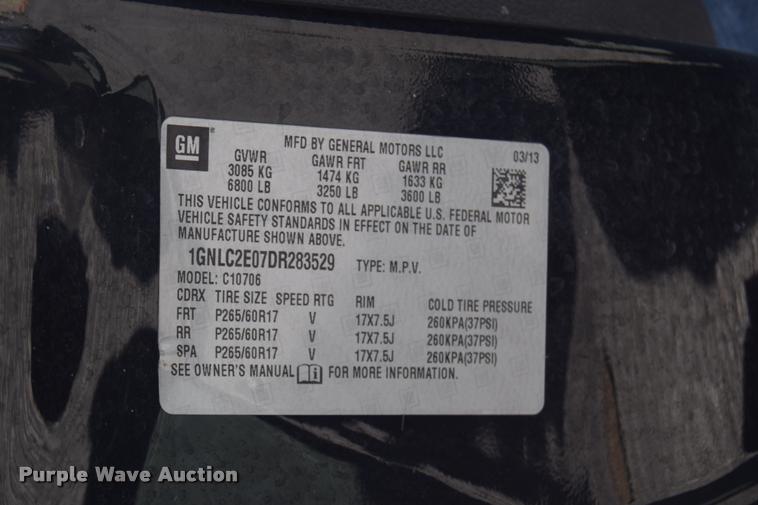 GM
MFD BY GENERAL MOTORS LLC
03/13
GVWR GAWR FRT GAWR RR
3085 KG 1474 KG 1633 KG
6800 LB 3250 LB 3600 LB
THIS VEHICLE CONFORMS TO ALL APPLICABLE U.S. FEDERAL MOTOR
VEHICLE SAFETY STANDARDS IN EFFECT ON THE DATE OF
MANUFACTURE SHOWN ABOVE.
1GNLC2E07DR283529 TYPE: M.P.V.
MODEL: C10706
CDRX TIRE SIZE SPEED RTG RIM COLD TIRE PRESSURE
FRT P265/60R17 V 17X7.5J 260KPA(37PSI)
RR P265/60R17 V 17X7.5J 260KPA(37PSI)
SPA P265/60R17 V 17X7.5J 260KPA(37PSI)
SEE OWNER'S MANUAL i FOR MORE INFORMATION.
Purple Wave Auction